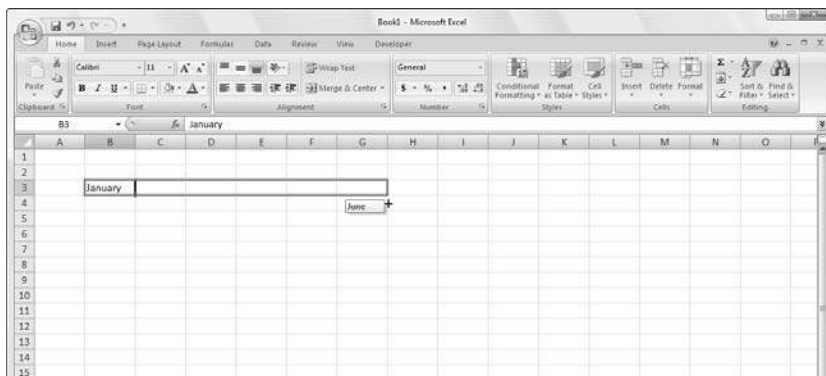 Book1 - Microsoft Excel
Home Insert Page Layout Formulas Data Review View Developer
Calibri 11 A A Wrap Text General Σ
Paste B I U A Merge & Center $ % , Conditional Formatting Format as Table Cell Styles Insert Delete Format Sort & Filter Find & Select
Clipboard Font Alignment Number Styles Cells Editing
B3 fx January
A B C D E F G H I J K L M N O
1
2
3 January
4 June
5
6
7
8
9
10
11
12
13
14
15